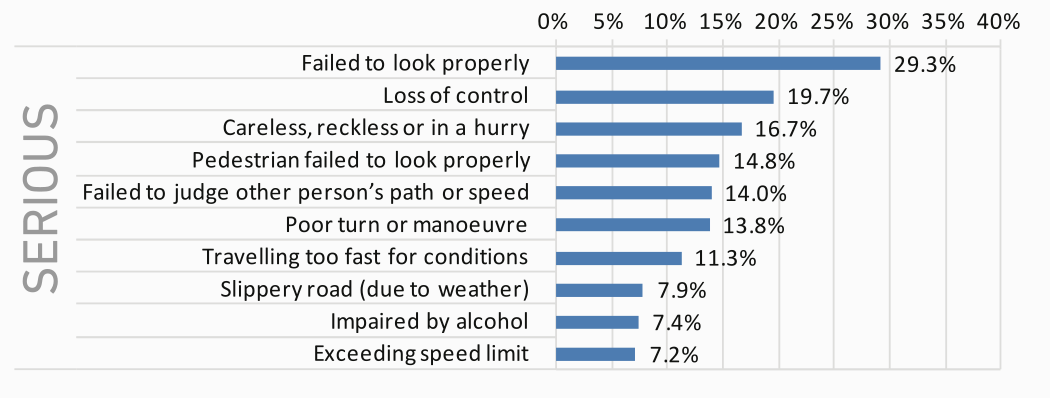 0% 5% 10% 15% 20% 25% 30% 35% 40%
SERIOUS
Failed to look properly 29.3%
Loss of control 19.7%
Careless, reckless or in a hurry 16.7%
Pedestrian failed to look properly 14.8%
Failed to judge other person’s path or speed 14.0%
Poor turn or manoeuvre 13.8%
Travelling too fast for conditions 11.3%
Slippery road (due to weather) 7.9%
Impaired by alcohol 7.4%
Exceeding speed limit 7.2%